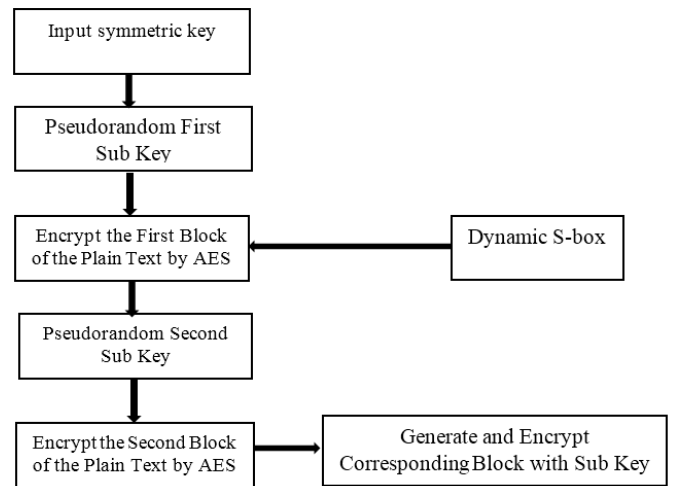 Input symmetric key
Pseudorandom First
Sub Key
Encrypt the First Block
of the Plain Text by AES
Dynamic S-box
Pseudorandom Second
Sub Key
Encrypt the Second Block
of the Plain Text by AES
Generate and Encrypt
Corresponding Block with Sub Key